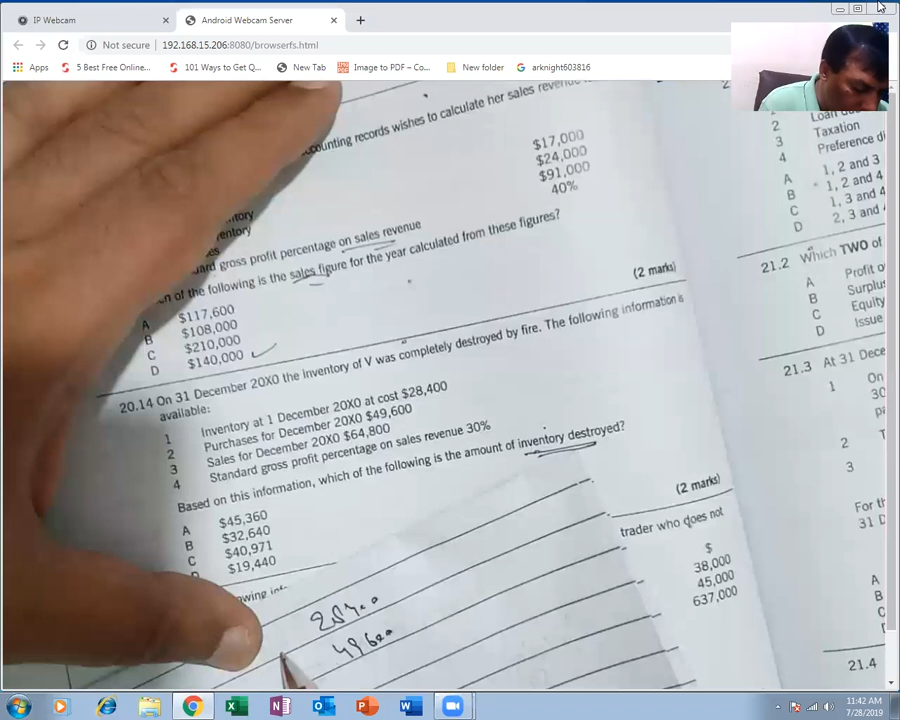 IP Webcam
Android Webcam Server
Not secure 192.168.15.206:8080/browserfs.html
Apps 5 Best Free Online... 101 Ways to Get Q... New Tab Image to PDF – Co... New folder arknight603816
counting records wishes to calculate her sales
$17,000
$24,000
$91,000
40%
gross profit percentage on sales revenue
of the following is the sales figure for the year calculated from these figures?
(2 marks)
A $117,600
B $108,000
C $210,000
D $140,000
20.14 On 31 December 20X0 the inventory of V was completely destroyed by fire. The following information is
available:
1 Inventory at 1 December 20X0 at cost $28,400
2 Purchases for December 20X0 $49,600
3 Sales for December 20X0 $64,800
4 Standard gross profit percentage on sales revenue 30%
Based on this information, which of the following is the amount of inventory destroyed?
(2 marks)
A $45,360
B $32,640
C $40,971
$19,440
trader who does not
$
38,000
45,000
637,000
49600
2 Taxation
3 Preference
4
A 1, 2 and 3
B 1, 2 and 4
C 1, 3 and
D 2, 3 and
21.2 Which TWO of
A Profit
B Surplus
C Equity
D Issue
21.3 At 31
1 On
30
2
3
For
31
A
B
C
21.4
11:42 AM
7/28/2019